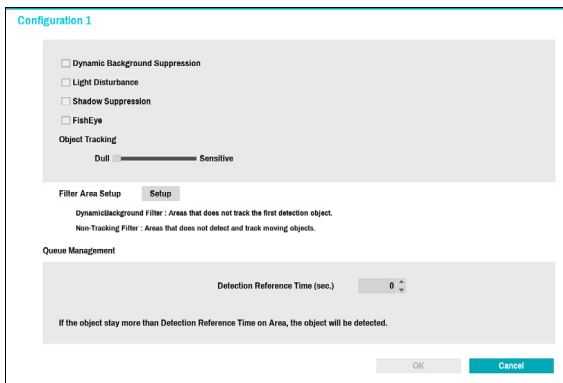 Configuration 1
Dynamic Background Suppression
Light Disturbance
Shadow Suppression
FishEye
Object Tracking
Dull Sensitive
Filter Area Setup Setup
DynamicBackground Filter : Areas that does not track the first detection object.
Non-Tracking Filter : Areas that does not detect and track moving objects.
Queue Management
Detection Reference Time (sec.) 0
If the object stay more than Detection Reference Time on Area, the object will be detected.
OK Cancel